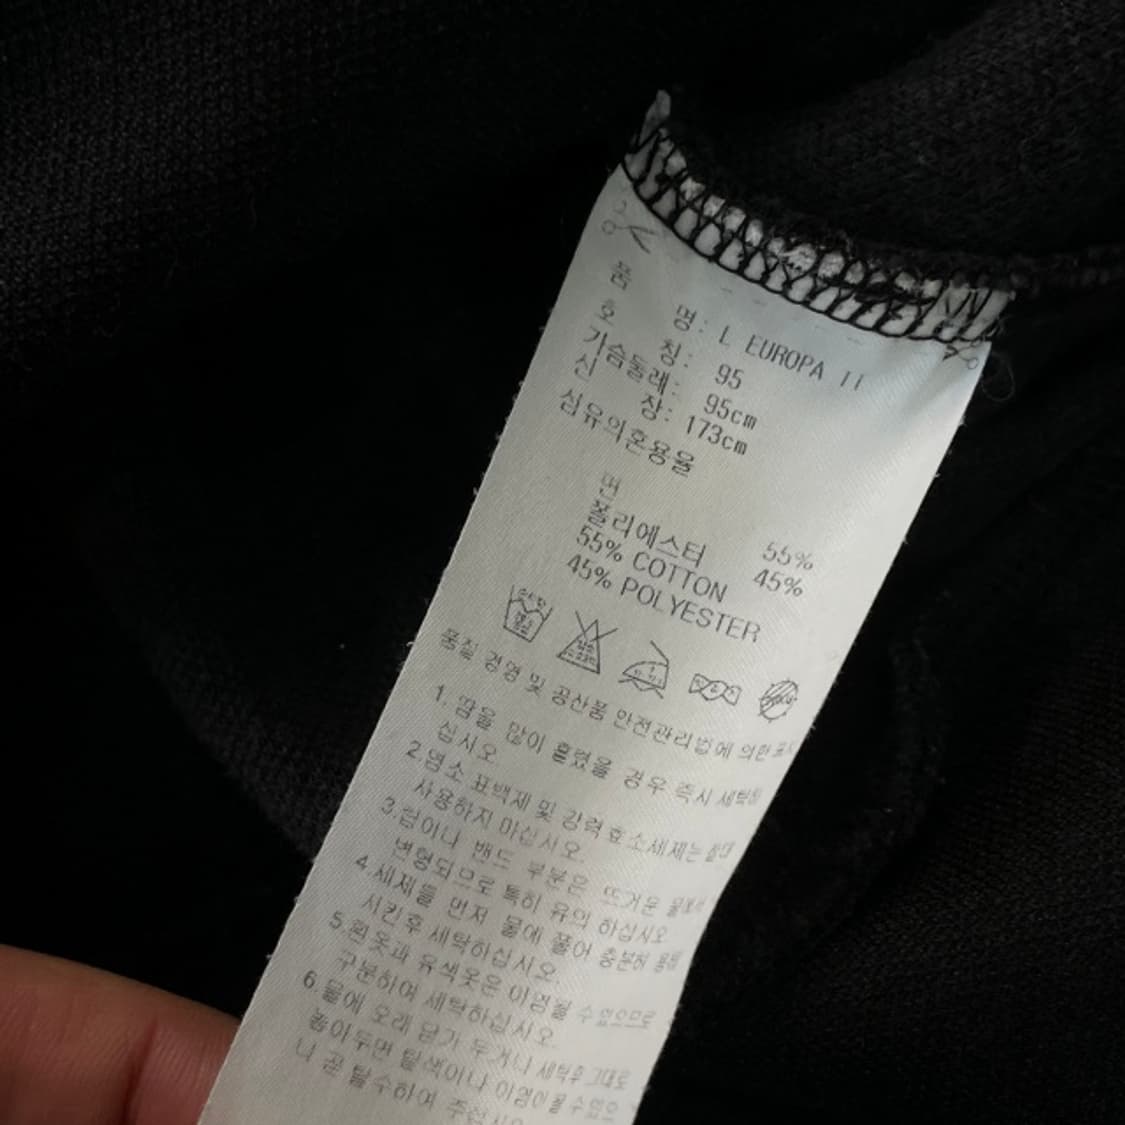 품 명: L EUROPA II
호 칭: 95
가슴둘레: 95cm
신 장: 173cm
섬유의혼용율
면 55%
폴리에스터 45%
55% COTTON
45% POLYESTER
품질 경영 및 공산품 안전관리법에 의한 표시
1. 땀을 많이 흘렸을 경우 즉시 세탁하
십시오
2.염소 표백제 및 강력효소세제는 절대
사용하지 마십시오.
3.럽이나 밴드 부분은 뜨거운 물에서
변형되므로 특히 유의 하십시오
4.세제를 먼저 물에 풀어 충분히 용해
시킨후 세탁하십시오.
5.흰옷과 유색옷은 이염될 수 있으므로
구분하여 세탁하십시오
6.물에 오래 담가 두거나 세탁후 그대로
젖이두면 탈색이나 이염이될 수 있으
니 곧 탈수하여 주십시오